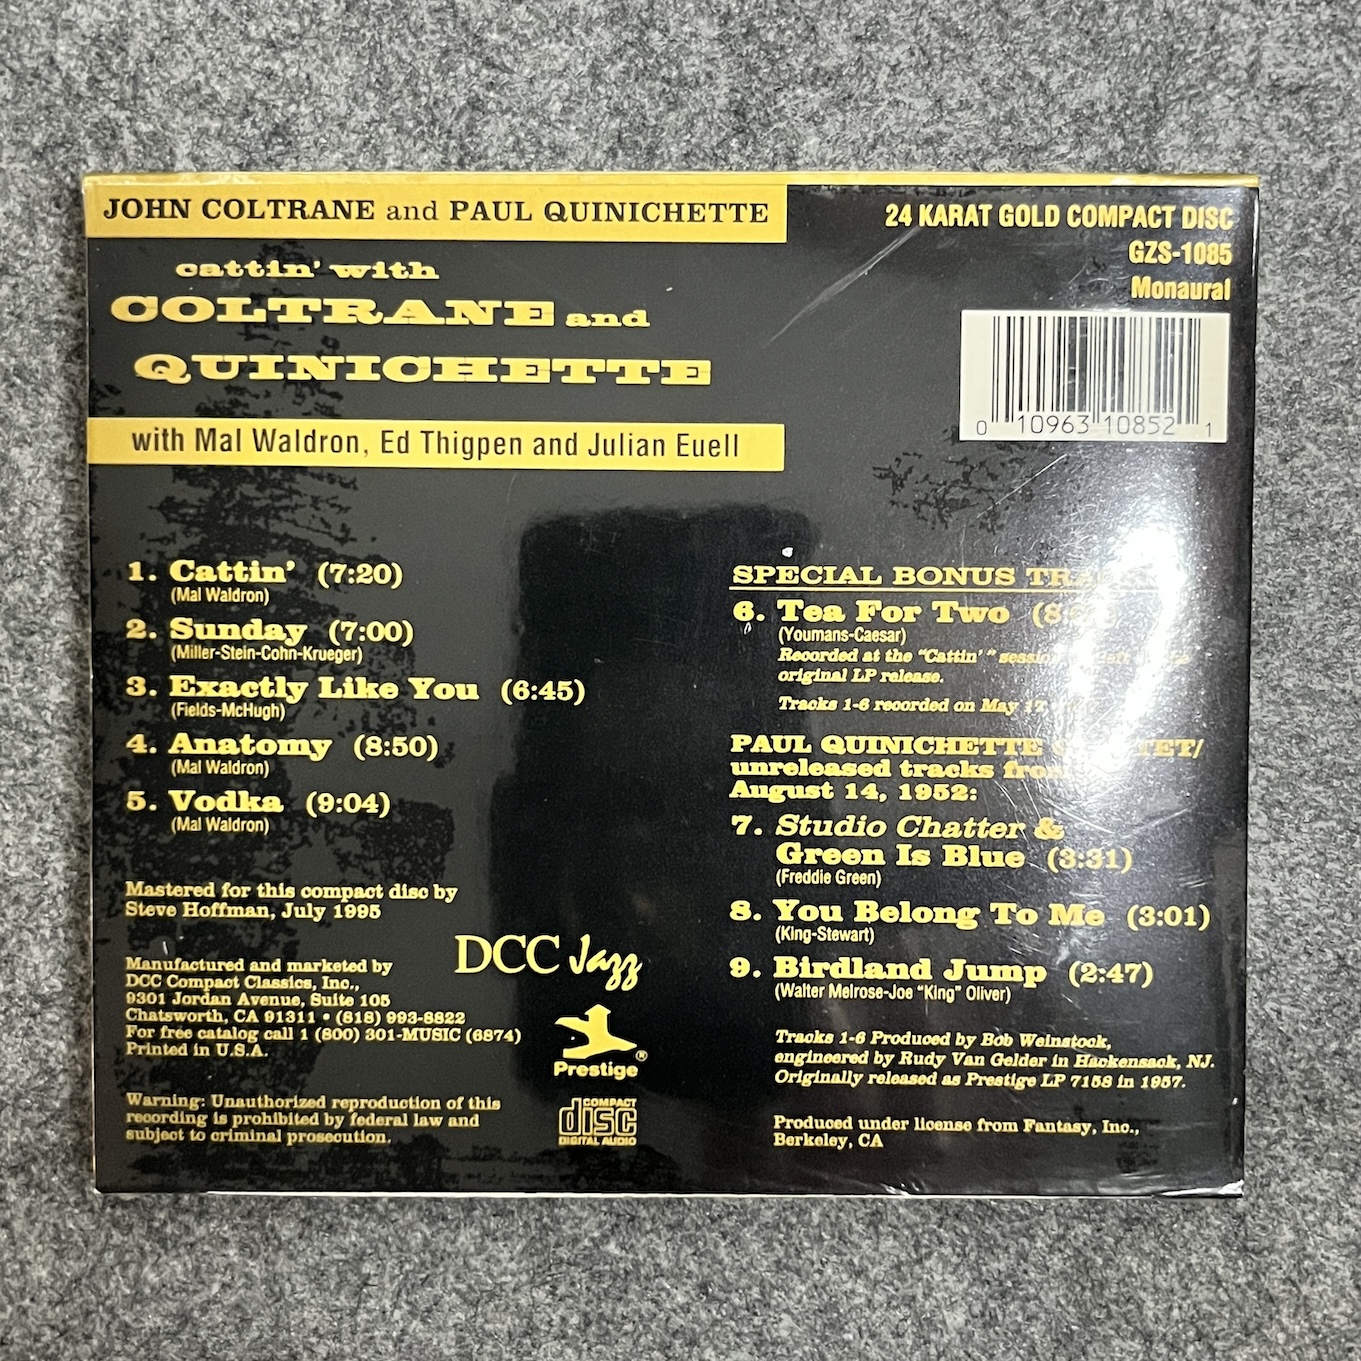 JOHN COLTRANE and PAUL QUINICHETTE
cattin' with
COLTRANE and
QUINICHETTE
with Mal Waldron, Ed Thigpen and Julian Euell
24 KARAT GOLD COMPACT DISC
GZS-1085
Monaural
0 10963 10852 1
1. Cattin' (7:20)
(Mal Waldron)
2. Sunday (7:00)
(Miller-Stein-Cohn-Krueger)
3. Exactly Like You (6:45)
(Fields-McHugh)
4. Anatomy (8:50)
(Mal Waldron)
5. Vodka (9:04)
(Mal Waldron)
Mastered for this compact disc by
Steve Hoffman, July 1995
Manufactured and marketed by
DCC Compact Classics, Inc.,
9301 Jordan Avenue, Suite 105
Chatsworth, CA 91311 • (818) 993-8822
For free catalog call 1 (800) 301-MUSIC (6874)
Printed in U.S.A.
Warning: Unauthorized reproduction of this
recording is prohibited by federal law and
subject to criminal prosecution.
DCC Jazz
Prestige®
COMPACT
disc
DIGITAL AUDIO
SPECIAL BONUS
6. Tea For Two
(Youmans-Caesar)
Recorded at the "Cattin'"
original LP release.
Tracks 1-6 recorded on May 17
PAUL QUINICHETTE
unreleased tracks from
August 14, 1952:
7. Studio Chatter &
Green Is Blue (3:31)
(Freddie Green)
8. You Belong To Me (3:01)
(King-Stewart)
9. Birdland Jump (2:47)
(Walter Melrose-Joe "King" Oliver)
Tracks 1-6 Produced by Bob Weinstock,
engineered by Rudy Van Gelder in Hackensack, NJ.
Originally released as Prestige LP 7158 in 1957.
Produced under license from Fantasy, Inc.,
Berkeley, CA